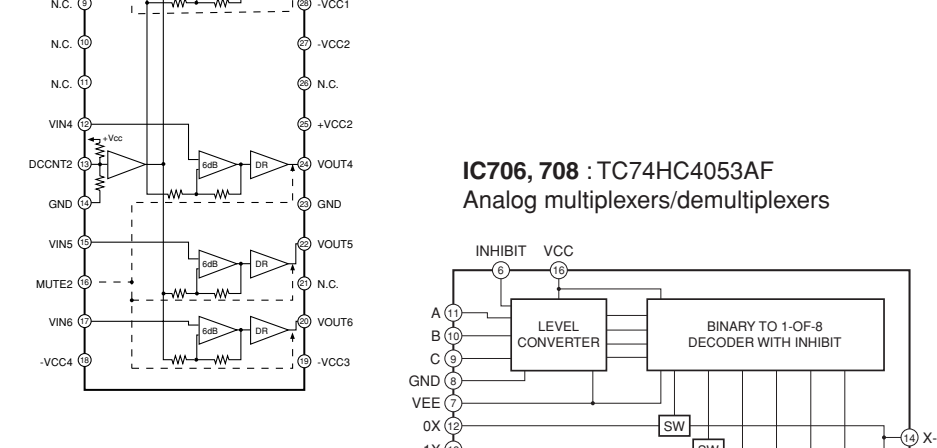 N.C. 9
28 -VCC1
N.C. 10
27 -VCC2
N.C. 11
26 N.C.
VIN4 12
25 +VCC2
+Vcc
DCCNT2 13
6dB
DR
24 VOUT4
GND 14
23 GND
VIN5 15
22 VOUT5
6dB
DR
MUTE2 16
21 N.C.
VIN6 17
20 VOUT6
6dB
DR
-VCC4 18
19 -VCC3
IC706, 708 : TC74HC4053AF
Analog multiplexers/demultiplexers
INHIBIT VCC
6 16
A 11
B 10
C 9
GND 8
VEE 7
0X 12
LEVEL
CONVERTER
BINARY TO 1-OF-8
DECODER WITH INHIBIT
SW
14 X-
1X 13
SW